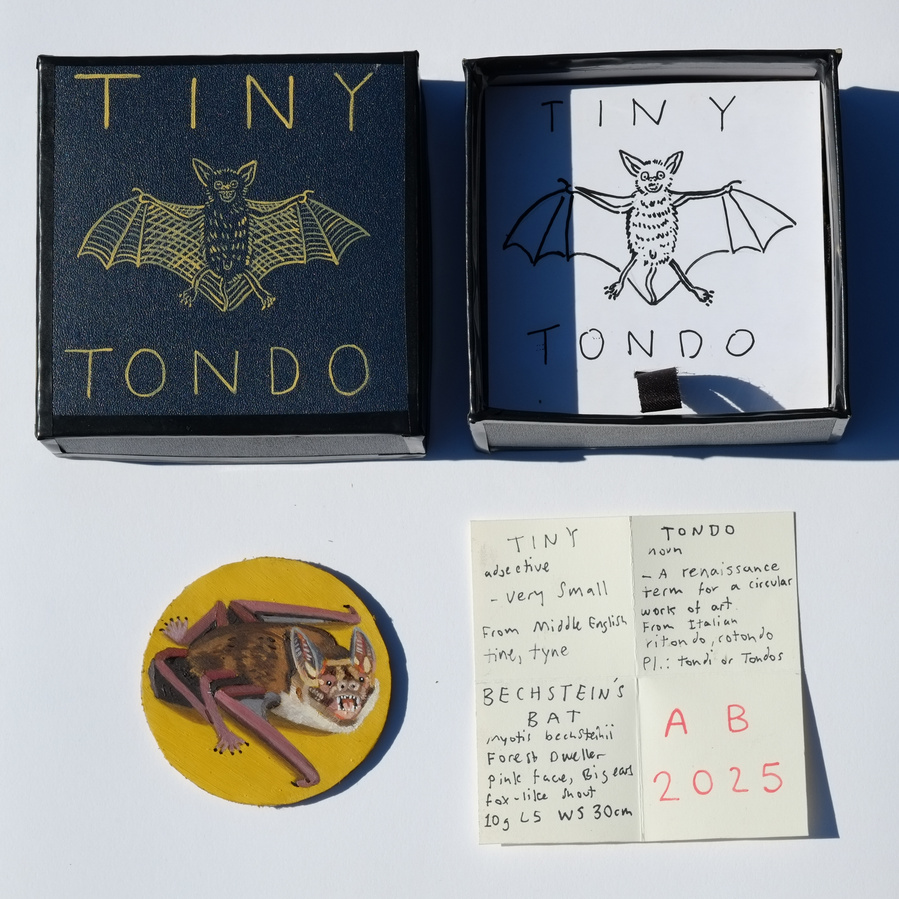 TINY
TONDO
TINY
TONDO
TINY
adjective
- very small
From Middle English
tine, tyne
TONDO
noun
- A renaissance
term for a circular
work of art.
From Italian
ritondo, rotondo
Pl.: tondi or Tondos
BECHSTEIN'S
BAT
myotis bechsteinii
Forest Dweller
pink face, Big ears
fox-like snout
10g L5 WS 30cm
A B
2025